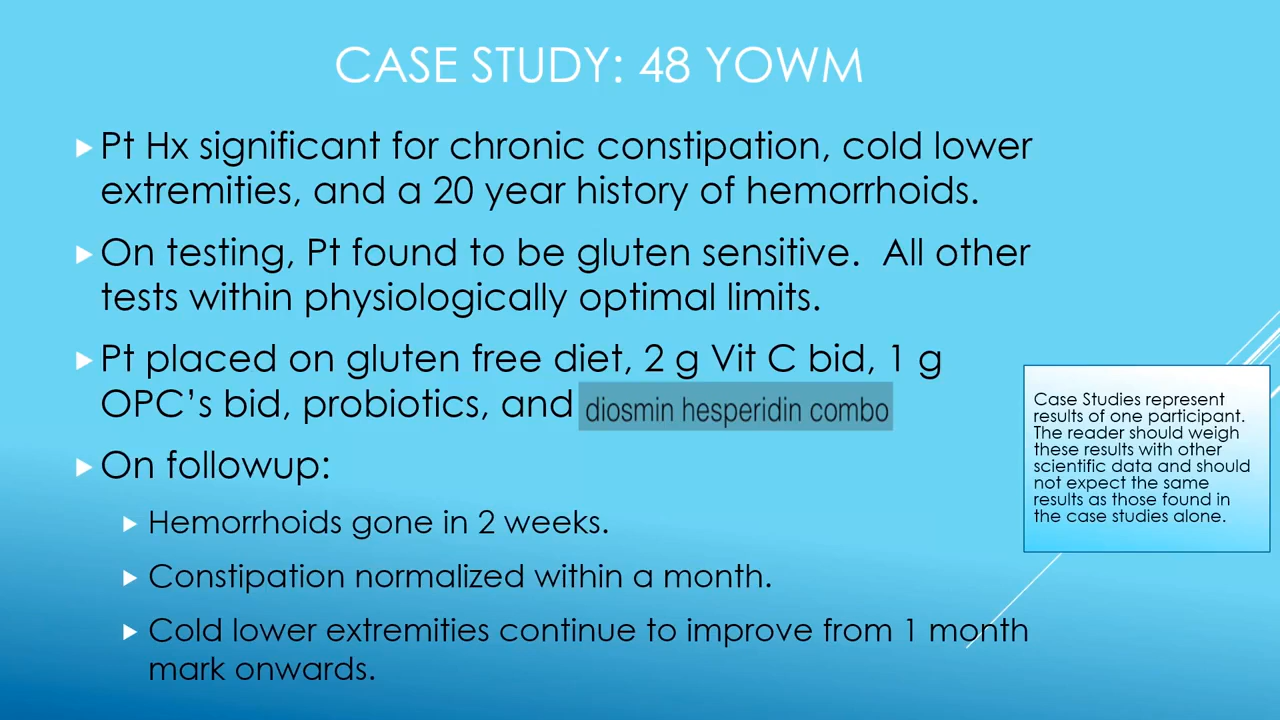 CASE STUDY: 48 YOWM
Pt Hx significant for chronic constipation, cold lower
extremities, and a 20 year history of hemorrhoids.
On testing, Pt found to be gluten sensitive.  All other
tests within physiologically optimal limits.
Pt placed on gluten free diet, 2 g Vit C bid, 1 g
OPC’s bid, probiotics, and diosmin hesperidin combo
On followup:
Hemorrhoids gone in 2 weeks.
Constipation normalized within a month.
Cold lower extremities continue to improve from 1 month
mark onwards.
Case Studies represent
results of one participant.
The reader should weigh
these results with other
scientific data and should
not expect the same
results as those found in
the case studies alone.